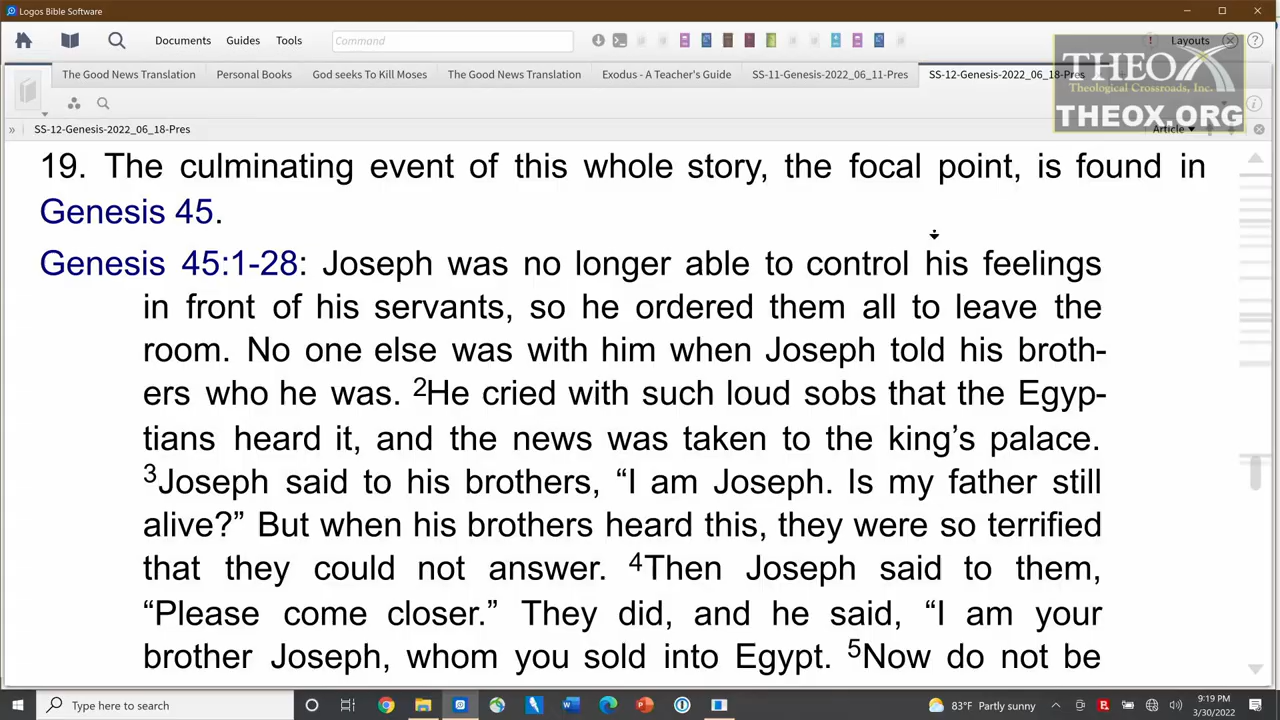 Logos Bible Software
Documents Guides Tools Command Layouts
The Good News Translation Personal Books God seeks To Kill Moses The Good News Translation Exodus - A Teacher's Guide SS-11-Genesis-2022_06_11-Pres SS-12-Genesis-2022_06_18-Pres
THEOX
Theological Crossroads, Inc.
THEOX.ORG
SS-12-Genesis-2022_06_18-Pres Article
19. The culminating event of this whole story, the focal point, is found in
Genesis 45.
Genesis 45:1-28: Joseph was no longer able to control his feelings
in front of his servants, so he ordered them all to leave the
room. No one else was with him when Joseph told his broth-
ers who he was. 2He cried with such loud sobs that the Egyp-
tians heard it, and the news was taken to the king’s palace.
3Joseph said to his brothers, “I am Joseph. Is my father still
alive?” But when his brothers heard this, they were so terrified
that they could not answer. 4Then Joseph said to them,
“Please come closer.” They did, and he said, “I am your
brother Joseph, whom you sold into Egypt. 5Now do not be
Type here to search
83°F Partly sunny
9:19 PM
3/30/2022